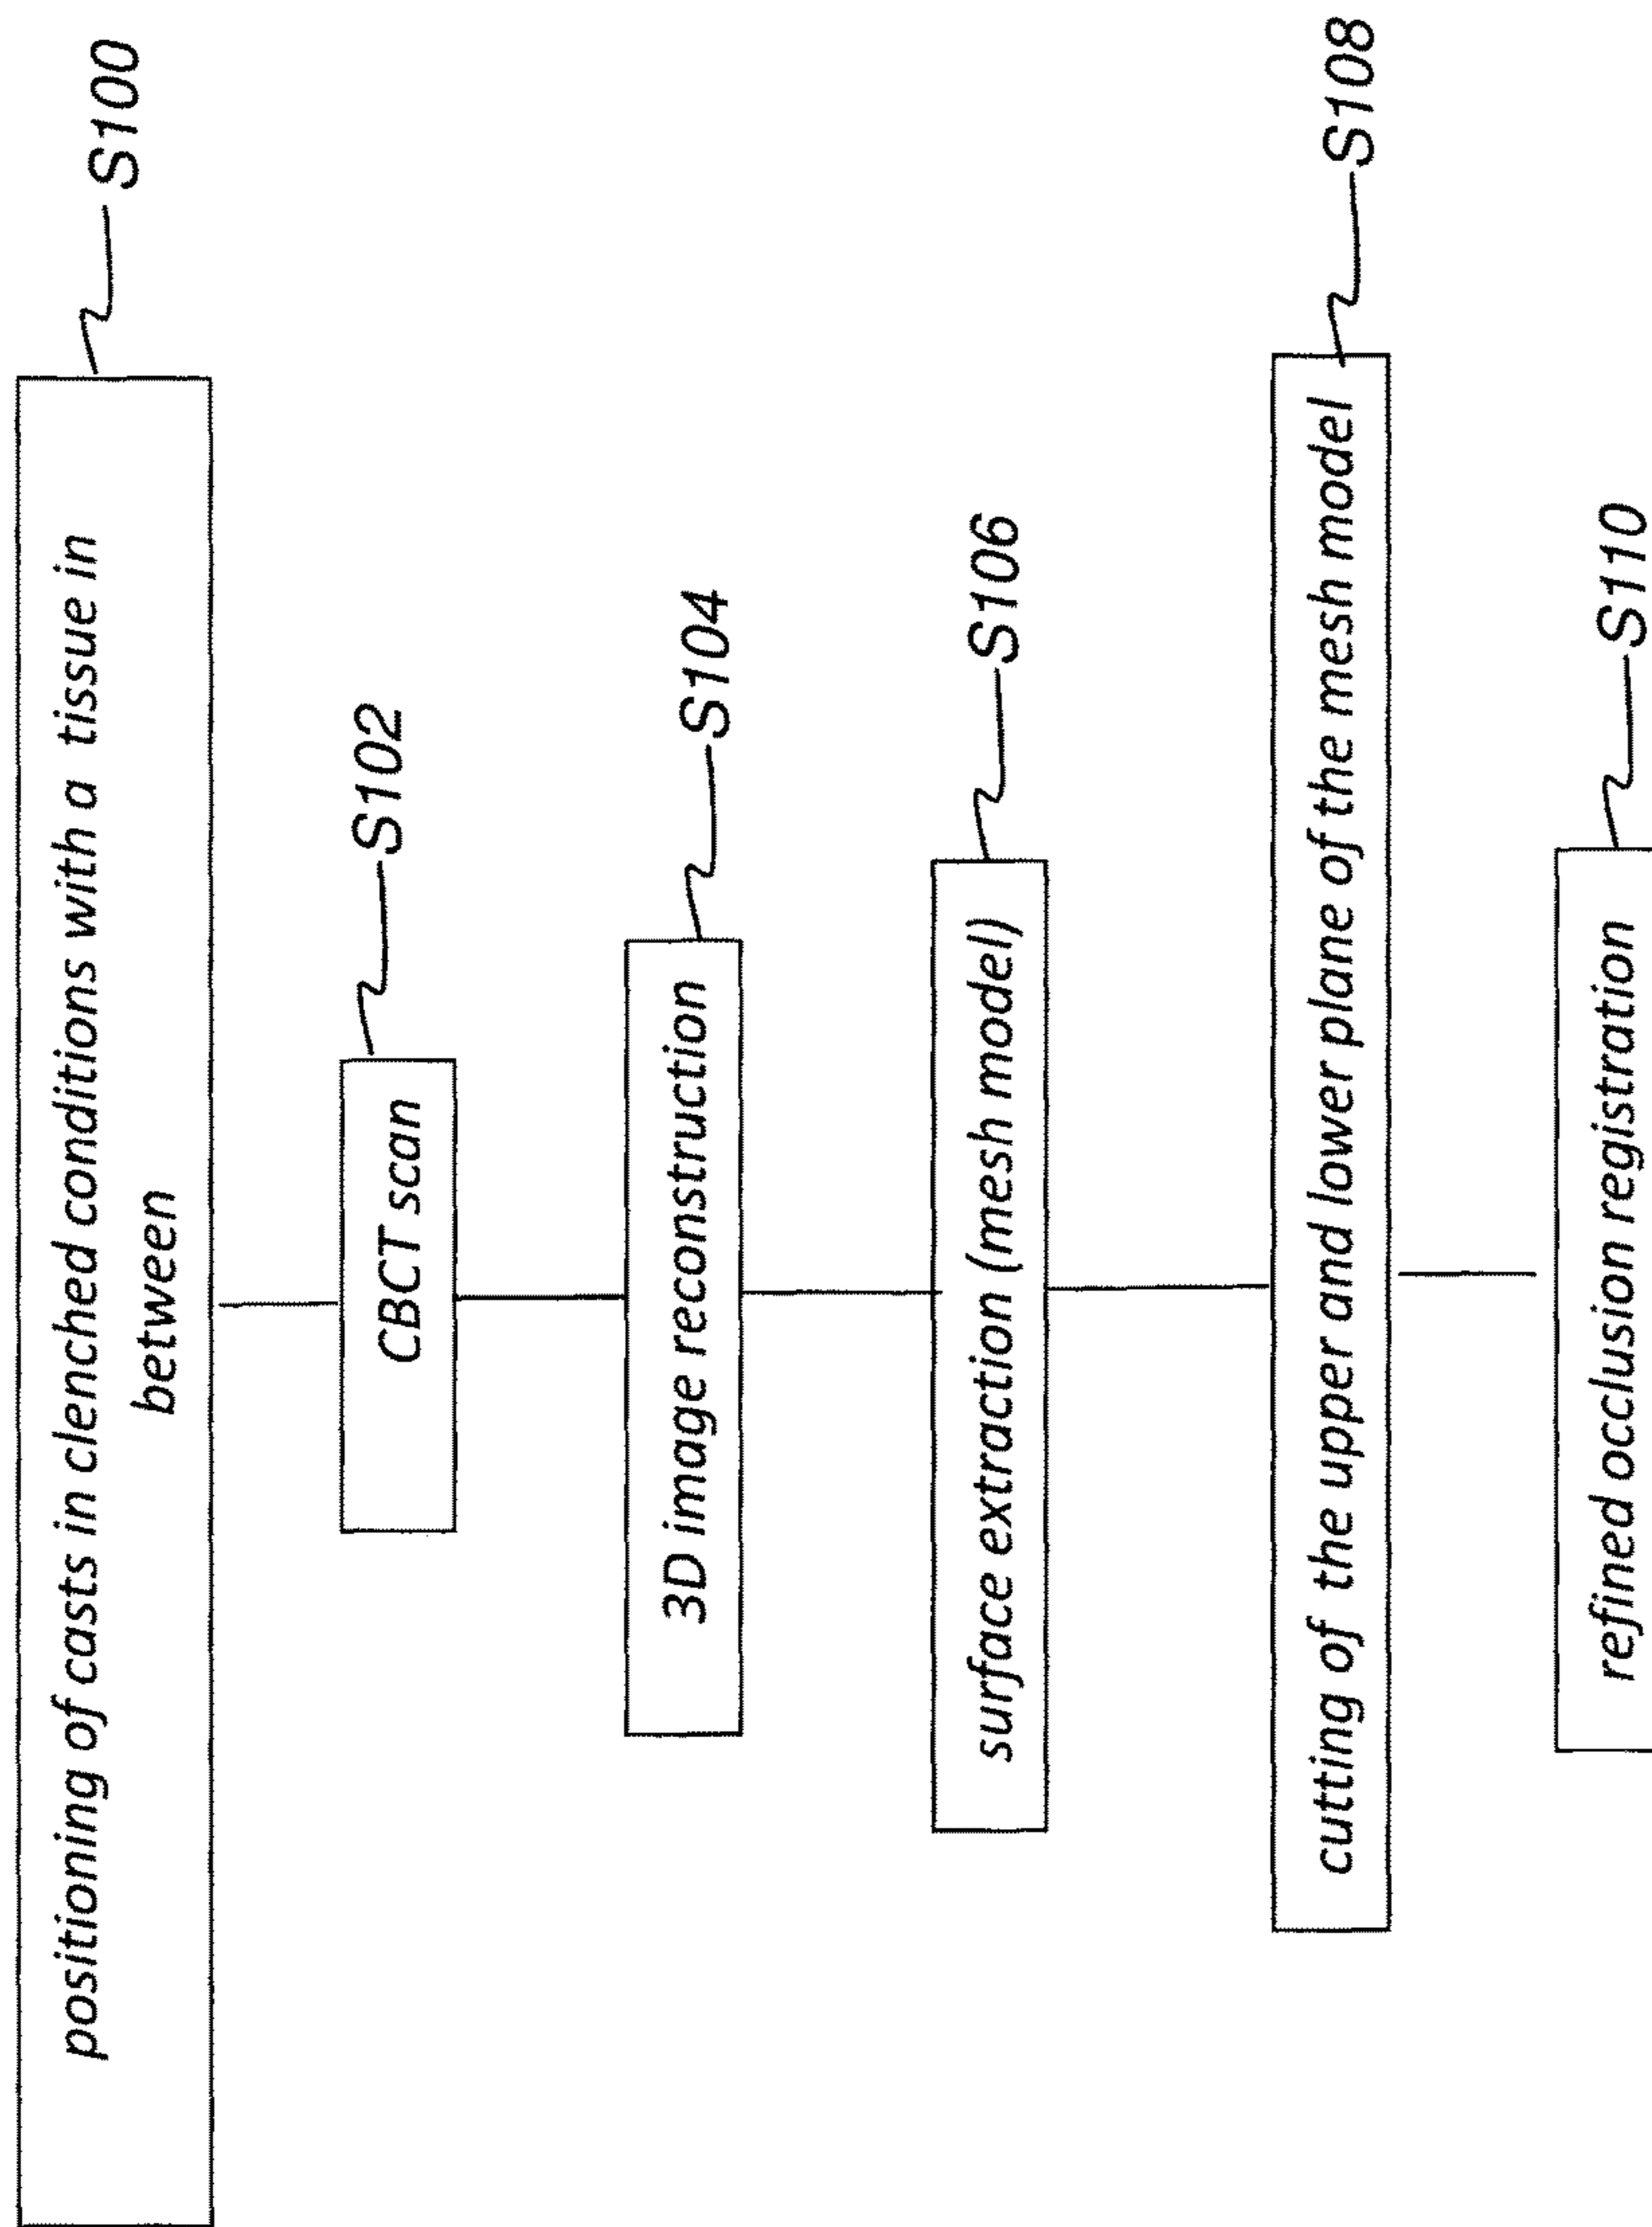 positioning of casts in clenched conditions with a tissue in
between
S100
CBCT scan
S102
3D image reconstruction
S104
surface extraction (mesh model)
S106
cutting of the upper and lower plane of the mesh model
S108
refined occlusion registration
S110